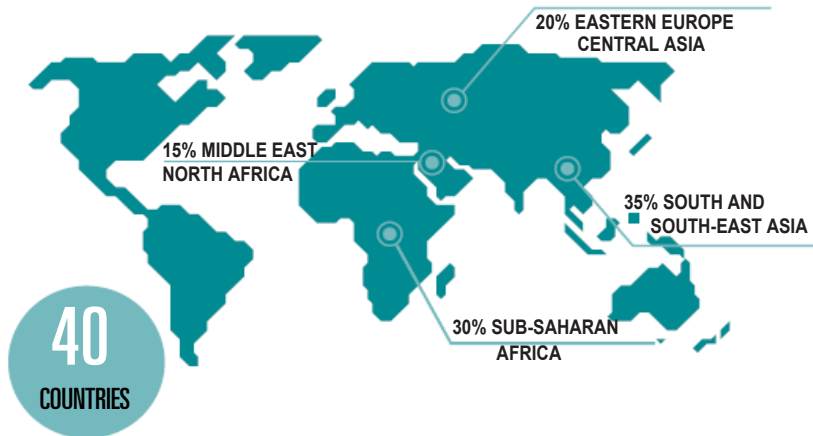 20% EASTERN EUROPE
CENTRAL ASIA
15% MIDDLE EAST
NORTH AFRICA
35% SOUTH AND
SOUTH-EAST ASIA
30% SUB-SAHARAN
AFRICA
40
COUNTRIES